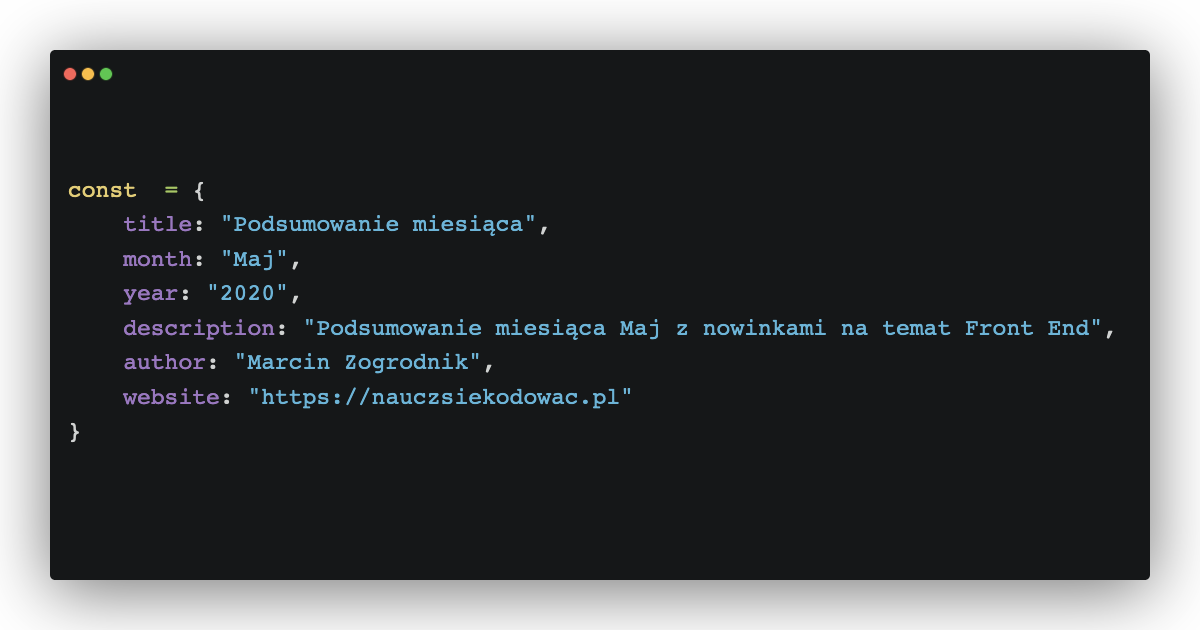 const  = {
    title: "Podsumowanie miesiąca",
    month: "Maj",
    year: "2020",
    description: "Podsumowanie miesiąca Maj z nowinkami na temat Front End",
    author: "Marcin Zogrodnik",
    website: "https://nauczsiekodowac.pl"
}